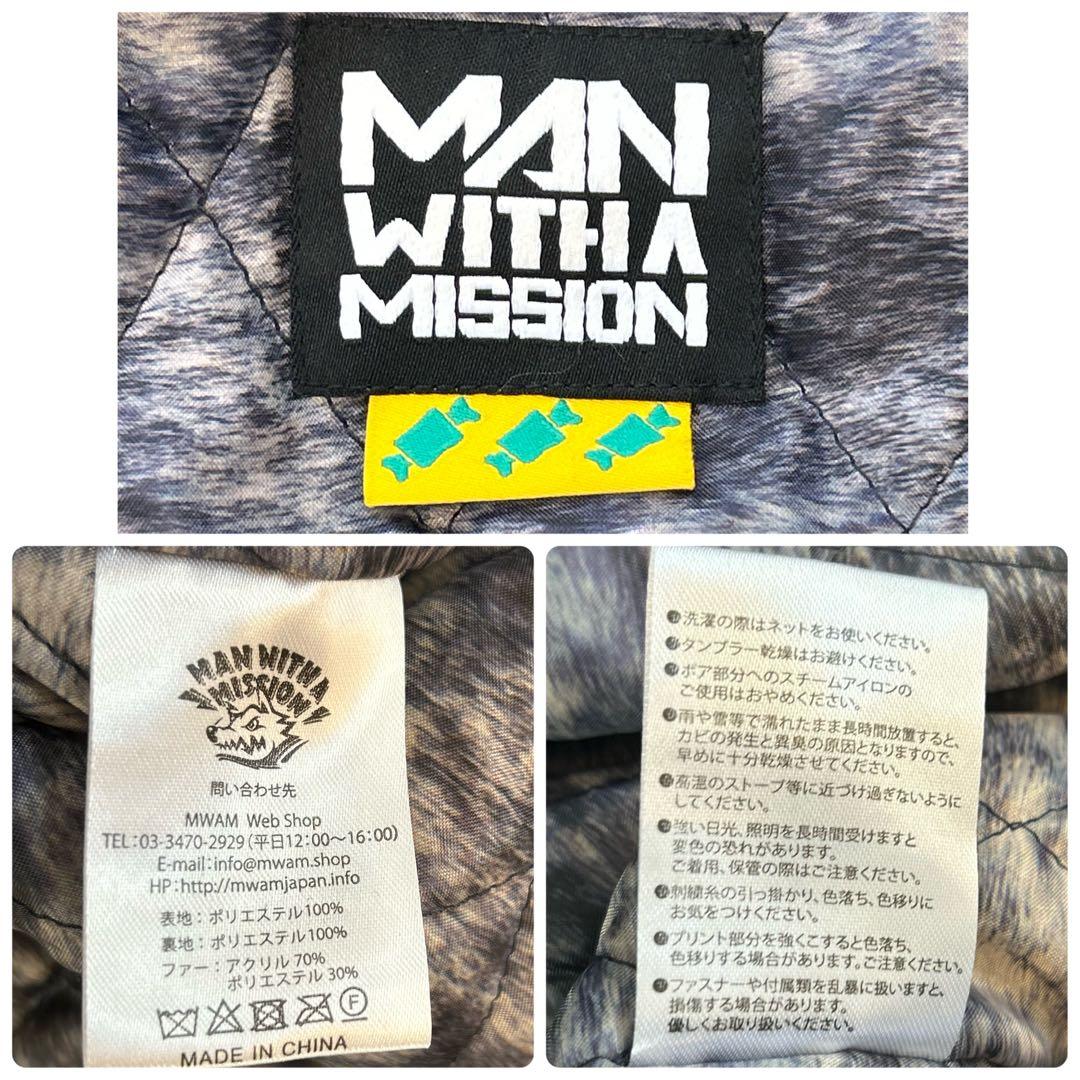 MAN
WITH A
MISSION
MAN WITH A
MISSION
問い合わせ先
MWAM Web Shop
TEL:03-3470-2929(平日12:00～16:00)
E-mail:info@mwam.shop
HP:http://mwamjapan.info
表地：ポリエステル100%
裏地：ポリエステル100%
ファー：アクリル 70%
ポリエステル 30%
F
MADE IN CHINA
●洗濯の際はネットをお使いください。
●タンブラー乾燥はお避けください。
●ボア部分へのスチームアイロンの
ご使用はおやめください。
●雨や雪等で濡れたまま長時間放置すると、
カビの発生と異臭の原因となりますので、
早めに十分乾燥させてください。
●高温のストーブ等に近づけ過ぎないように
してください。
●強い日光、照明を長時間受けますと
変色の恐れがあります。
ご着用、保管の際はご注意ください。
●刺繍糸の引っ掛かり、色落ち、色移りに
お気をつけください。
●プリント部分を強くこすると色落ち、
色移りする場合があります。ご注意ください。
●ファスナーや付属類を乱暴に扱いますと、
損傷する場合があります。
優しくお取り扱いください。